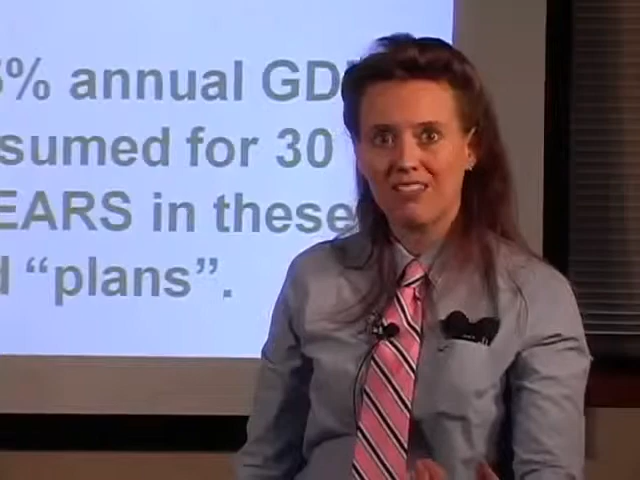 % annual GD
sumed for 30
EARS in these
“plans”.